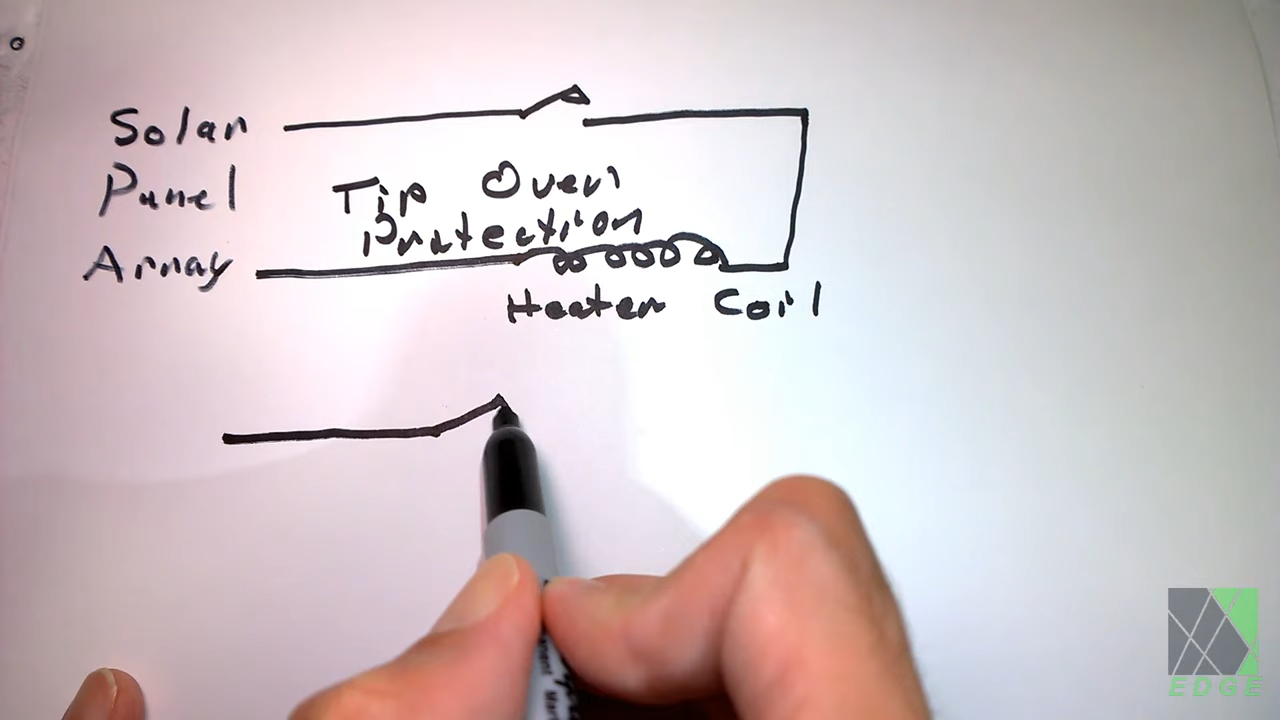 Solar
Panel
Array
Tip Over
Protection
Heater Coil
EDGE